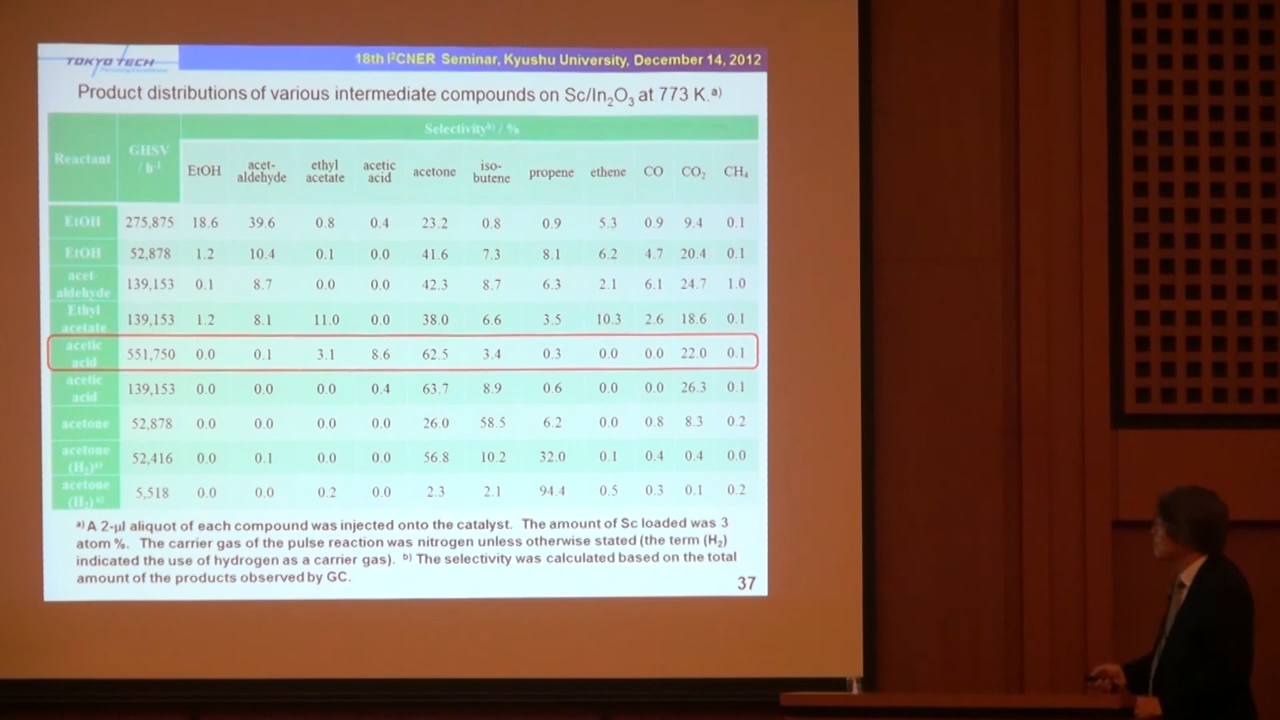 TOKYO TECH
18th I²CNER Seminar, Kyushu University, December 14, 2012
Product distributions of various intermediate compounds on Sc/In₂O₃ at 773 K.ᵃ⁾
Reactant GHSV / h⁻¹ Selectivityᵇ⁾ / %
EtOH acet-aldehyde ethyl acetate acetic acid acetone iso-butene propene ethene CO CO₂ CH₄
EtOH 275,875 18.6 39.6 0.8 0.4 23.2 0.8 0.9 5.3 0.9 9.4 0.1
EtOH 52,878 1.2 10.4 0.1 0.0 41.6 7.3 8.1 6.2 4.7 20.4 0.1
acet-aldehyde 139,153 0.1 8.7 0.0 0.0 42.3 8.7 6.3 2.1 6.1 24.7 1.0
Ethyl acetate 139,153 1.2 8.1 11.0 0.0 38.0 6.6 3.5 10.3 2.6 18.6 0.1
acetic acid 551,750 0.0 0.1 3.1 8.6 62.5 3.4 0.3 0.0 0.0 22.0 0.1
acetic acid 139,153 0.0 0.0 0.0 0.4 63.7 8.9 0.6 0.0 0.0 26.3 0.1
acetone 52,878 0.0 0.0 0.0 0.0 26.0 58.5 6.2 0.0 0.8 8.3 0.2
acetone (H₂)ᵃ⁾ 52,416 0.0 0.1 0.0 0.0 56.8 10.2 32.0 0.1 0.4 0.4 0.0
acetone (H₂)ᵃ⁾ 5,518 0.0 0.0 0.2 0.0 2.3 2.1 94.4 0.5 0.3 0.1 0.2
ᵃ⁾A 2-μl aliquot of each compound was injected onto the catalyst. The amount of Sc loaded was 3
atom %. The carrier gas of the pulse reaction was nitrogen unless otherwise stated (the term (H₂)
indicated the use of hydrogen as a carrier gas). ᵇ⁾ The selectivity was calculated based on the total
amount of the products observed by GC.
37